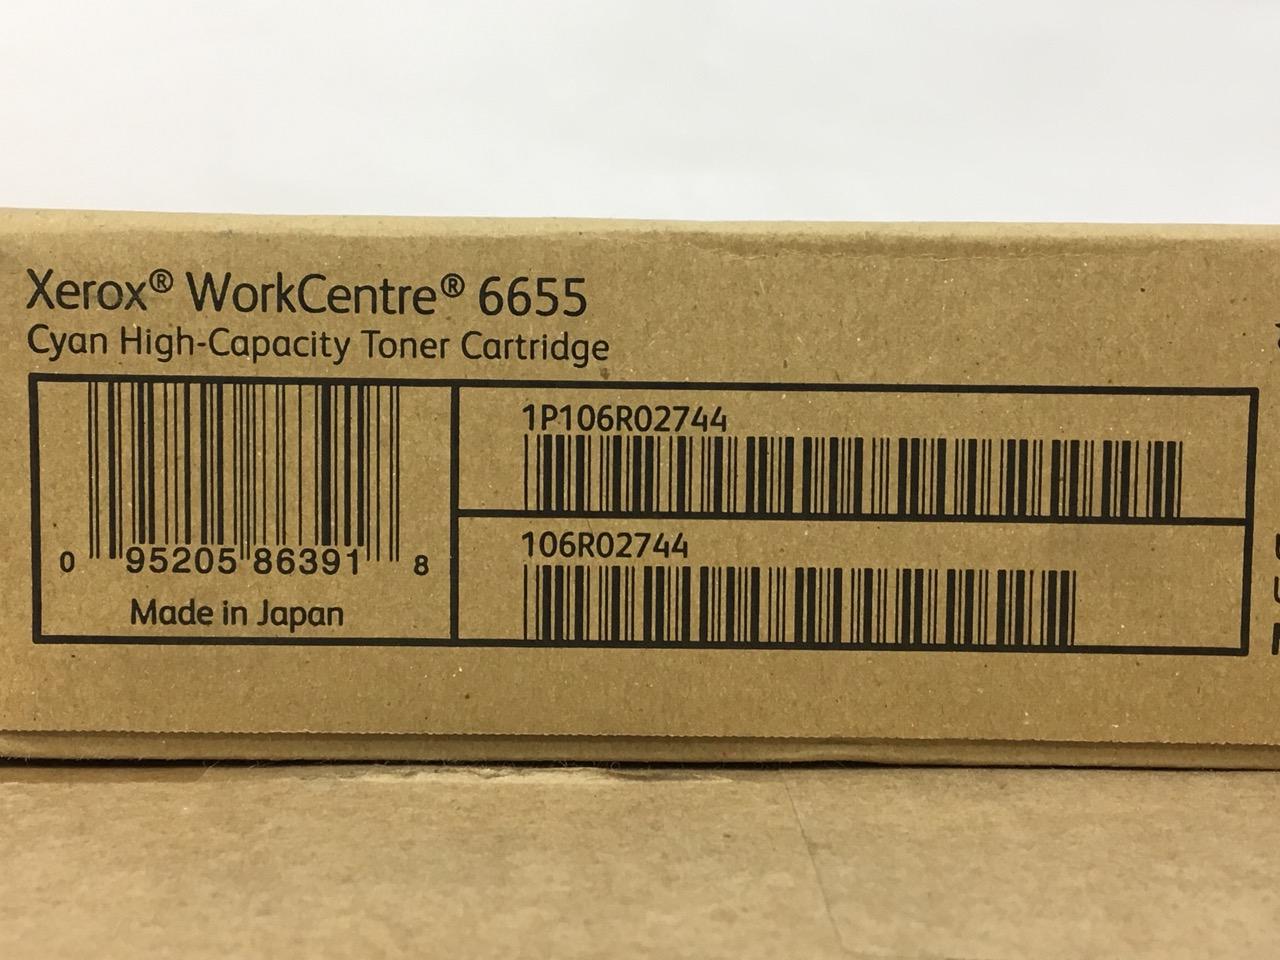 Xerox® WorkCentre® 6655
Cyan High-Capacity Toner Cartridge
0 95205 86391 8
Made in Japan
1P106R02744
106R02744